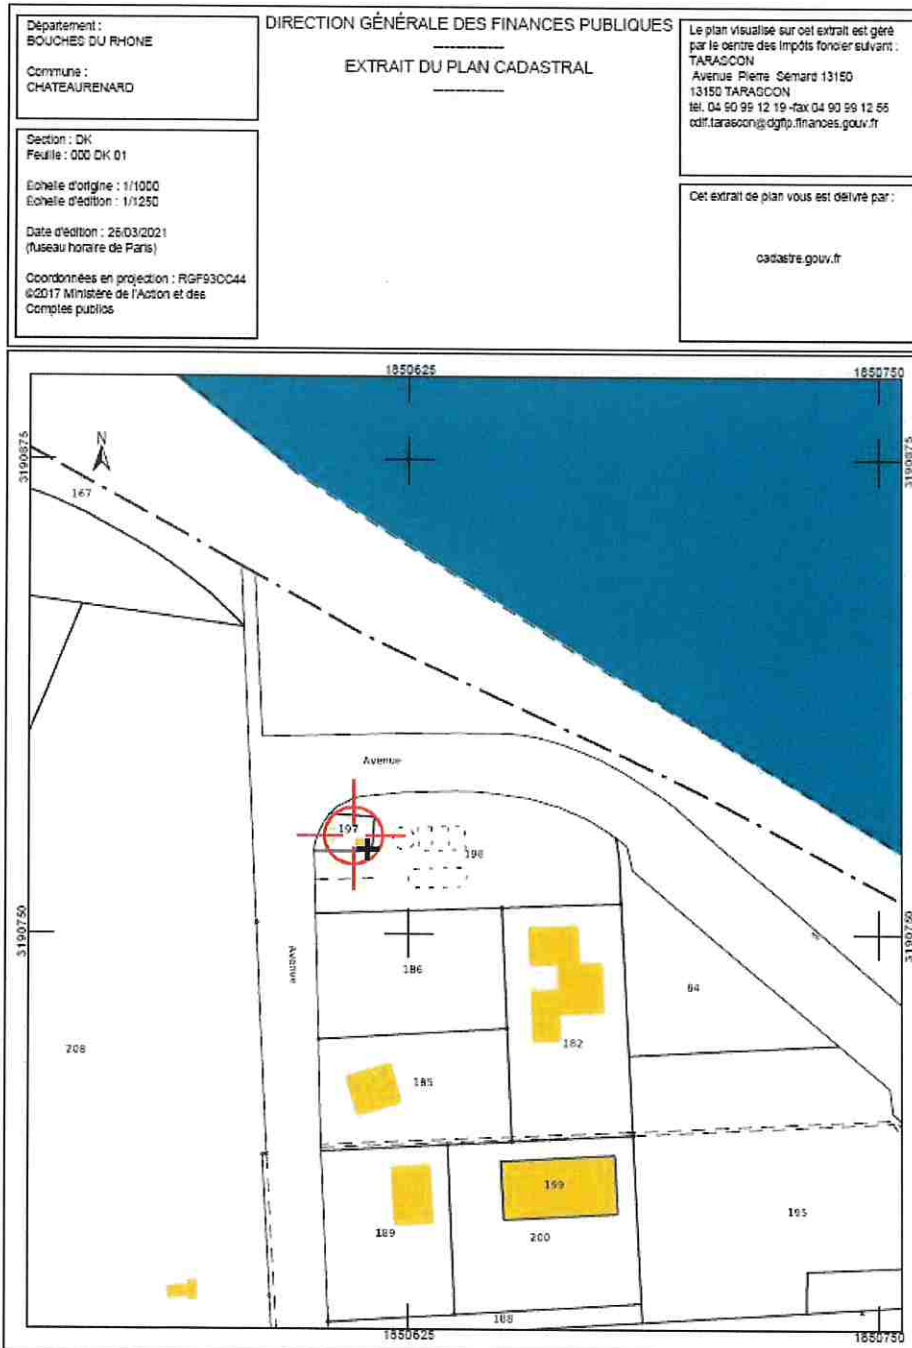 Département :
BOUCHES DU RHONE
Commune :
CHATEAURENARD
Section : DK
Feuille : 000 DK 01
Échelle d'origine : 1/1000
Échelle d'édition : 1/1250
Date d'édition : 26/03/2021
(fuseau horaire de Paris)
Coordonnées en projection : RGF93CC44
©2017 Ministère de l'Action et des
Comptes publics
DIRECTION GÉNÉRALE DES FINANCES PUBLIQUES
EXTRAIT DU PLAN CADASTRAL
Le plan visualisé sur cet extrait est géré
par le centre des impôts foncier suivant :
TARASCON
Avenue Pierre Semard 13150
13150 TARASCON
tél. 04 90 99 12 19 -fax 04 90 99 12 55
cdif.tarascon@dgfip.finances.gouv.fr
Cet extrait de plan vous est délivré par :
cadastre.gouv.fr
1850625
1850750
3190875
3190875
N
167
Avenue
197
198
3190750
3190750
Avenue
186
84
208
182
185
199
195
189
200
188
1850625
1850750